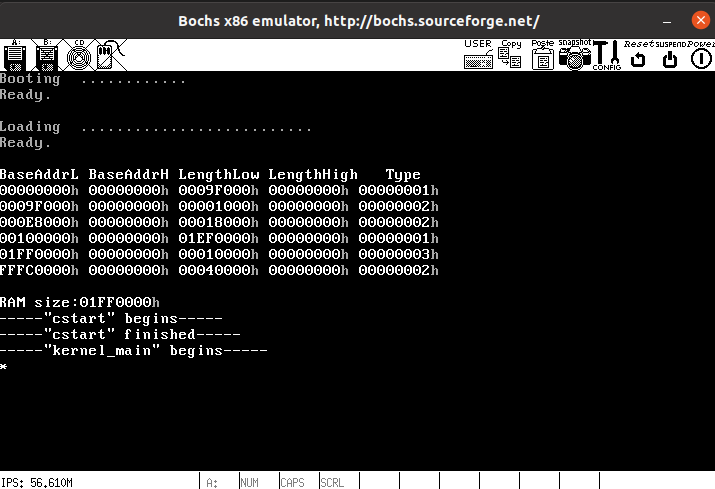 Bochs x86 emulator, http://bochs.sourceforge.net/
A: B: CD USER Copy Paste snapshot CONFIG Reset SUSPEND Power
Booting ............
Ready.
Loading ..........................
Ready.
BaseAddrL BaseAddrH LengthLow LengthHigh Type
00000000h 00000000h 0009F000h 00000000h 00000001h
0009F000h 00000000h 00001000h 00000000h 00000002h
000E8000h 00000000h 00018000h 00000000h 00000002h
00100000h 00000000h 01EF0000h 00000000h 00000001h
01FF0000h 00000000h 00010000h 00000000h 00000003h
FFFC0000h 00000000h 00040000h 00000000h 00000002h
RAM size:01FF0000h
-----"cstart" begins-----
-----"cstart" finished-----
-----"kernel_main" begins-----
*
IPS: 56.610M A: NUM CAPS SCRL